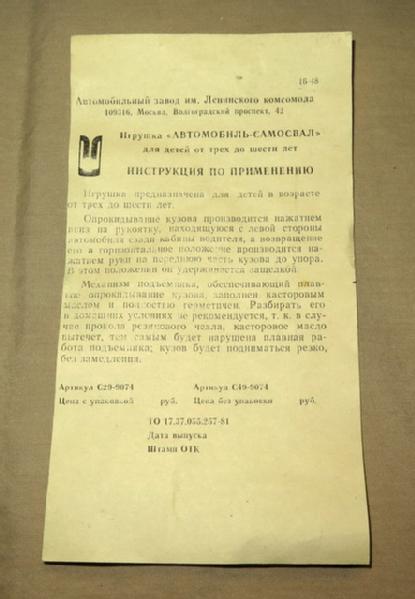 16-48
Автомобильный завод им. Ленинского комсомола
109316, Москва, Волгоградский проспект, 42
Игрушка «АВТОМОБИЛЬ-САМОСВАЛ»
для детей от трех до шести лет
ИНСТРУКЦИЯ ПО ПРИМЕНЕНИЮ
Игрушка предназначена для детей в возрасте
от трех до шести лет.
Опрокидывание кузова производится нажатием
вниз на рукоятку, находящуюся с левой стороны
автомобиля сзади кабины водителя, а возвращение
его в горизонтальное положение производятся на-
жатием руки на переднюю часть кузова до упора.
В этом положении он удерживается защелкой.
Механизм подъемника, обеспечивающий плав-
ное опрокидывание кузова, заполнен касторовым
маслом и полностью герметичен. Разбирать его
в домашних условиях не рекомендуется, т. к. в слу-
чае прокола резинового чехла, касторовое масло
вытечет, тем самым будет нарушена плавная ра-
бота подъемника; кузов будет подниматься резко,
без замедления.
Артикул С29-9074 Артикул С49-9074
Цена с упаковкой руб. Цена без упаковки руб.
ТО 17.37.055.257-81
Дата выпуска
Штамп ОТК